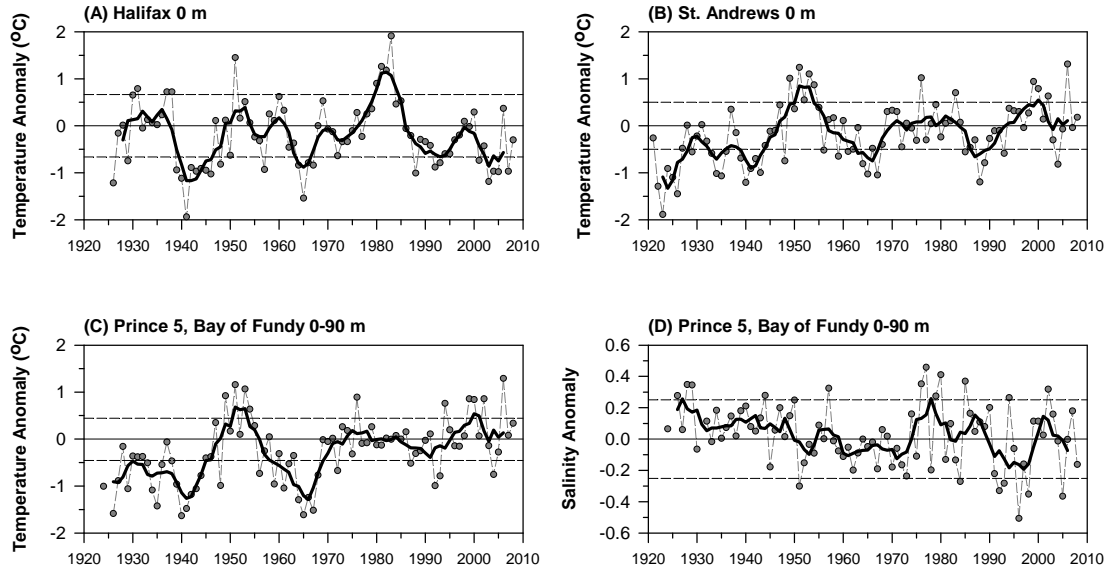 (A) Halifax 0 m
Temperature Anomaly (°C)
2
1
0
-1
-2
1920 1930 1940 1950 1960 1970 1980 1990 2000 2010
(B) St. Andrews 0 m
Temperature Anomaly (°C)
2
1
0
-1
-2
1920 1930 1940 1950 1960 1970 1980 1990 2000 2010
(C) Prince 5, Bay of Fundy 0-90 m
Temperature Anomaly (°C)
2
1
0
-1
-2
1920 1930 1940 1950 1960 1970 1980 1990 2000 2010
(D) Prince 5, Bay of Fundy 0-90 m
Salinity Anomaly
0.6
0.4
0.2
0.0
-0.2
-0.4
-0.6
1920 1930 1940 1950 1960 1970 1980 1990 2000 2010